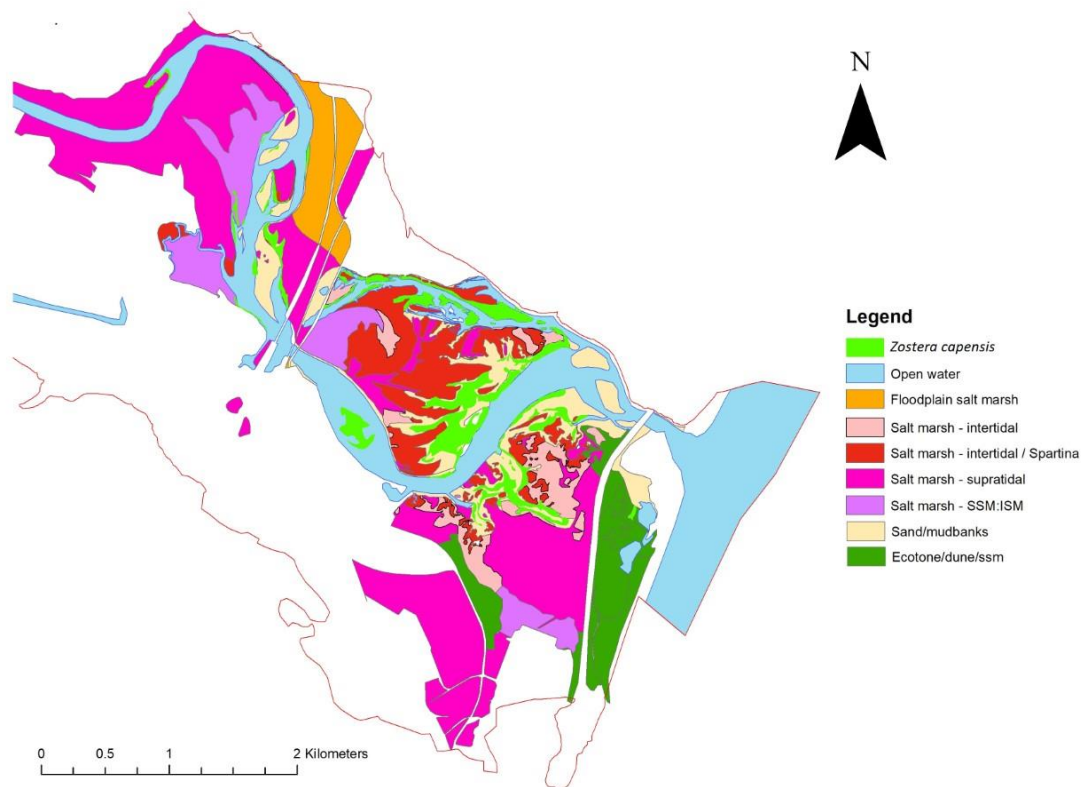 N
Legend
Zostera capensis
Open water
Floodplain salt marsh
Salt marsh - intertidal
Salt marsh - intertidal / Spartina
Salt marsh - supratidal
Salt marsh - SSM:ISM
Sand/mudbanks
Ecotone/dune/ssm
0 0.5 1 2 Kilometers